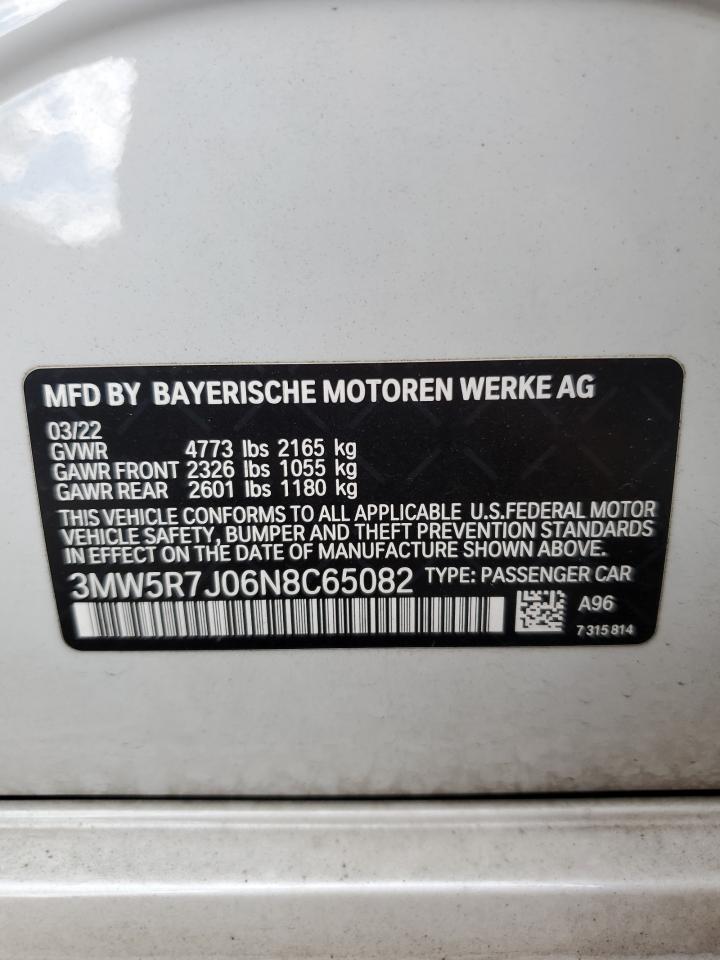 MFD BY BAYERISCHE MOTOREN WERKE AG
03/22
GVWR 4773 lbs 2165 kg
GAWR FRONT 2326 lbs 1055 kg
GAWR REAR 2601 lbs 1180 kg
THIS VEHICLE CONFORMS TO ALL APPLICABLE U.S.FEDERAL MOTOR
VEHICLE SAFETY, BUMPER AND THEFT PREVENTION STANDARDS
IN EFFECT ON THE DATE OF MANUFACTURE SHOWN ABOVE.
3MW5R7J06N8C65082 TYPE: PASSENGER CAR
A96
7 315 814